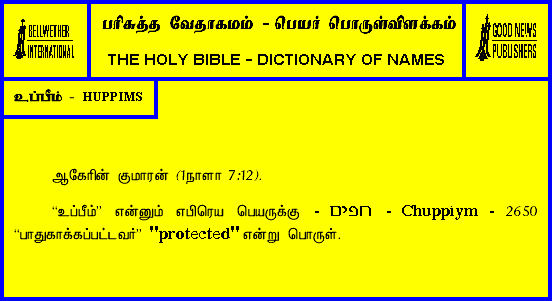 BELLWETHER
INTERNATIONAL
பரிசுத்த வேதாகமம் - பெயர் பொருள்விளக்கம்
THE HOLY BIBLE - DICTIONARY OF NAMES
GOOD NEWS
PUBLISHERS
உப்பீம் - HUPPIMS
ஆகேரின் குமாரன் (1நாளா 7:12).
“உப்பீம்” என்னும் எபிரெய பெயருக்கு - חפים - Chuppiym - 2650
“பாதுகாக்கப்பட்டவர்” "protected" என்று பொருள்.